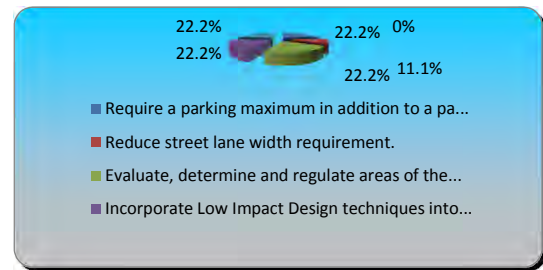 22.2%
22.2% 0%
22.2%
22.2% 11.1%
Require a parking maximum in addition to a pa...
Reduce street lane width requirement.
Evaluate, determine and regulate areas of the...
Incorporate Low Impact Design techniques into...